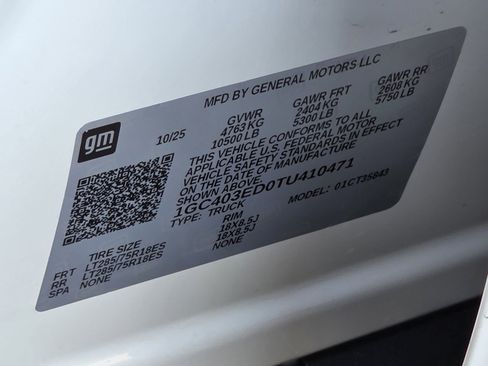 MFD BY GENERAL MOTORS LLC
gm
10/25
GVWR GAWR FRT GAWR RR
4763 KG 2404 KG 2608 KG
10500 LB 5300 LB 5750 LB
THIS VEHICLE CONFORMS TO ALL
APPLICABLE U.S. FEDERAL MOTOR
VEHICLE SAFETY STANDARDS IN EFFECT
ON THE DATE OF MANUFACTURE
SHOWN ABOVE.
1GC403ED0TU410471
TYPE: TRUCK MODEL: 01CT35843
TIRE SIZE RIM
FRT LT285/75R18ES 18X8.5J
RR LT285/75R18ES 18X8.5J
SPA NONE NONE